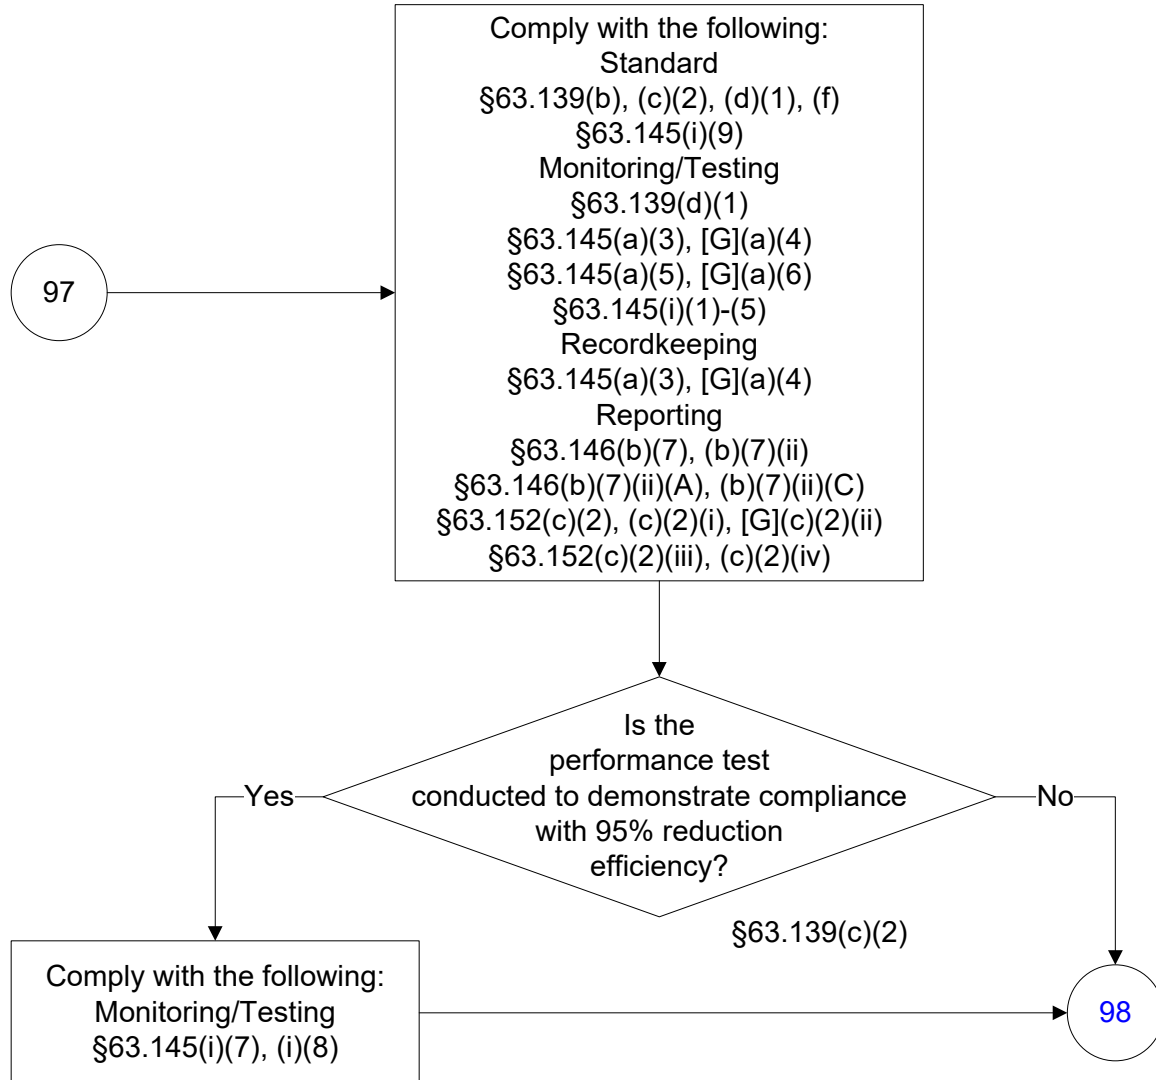 Comply with the following:
Standard
§63.139(b), (c)(2), (d)(1), (f)
§63.145(i)(9)
Monitoring/Testing
§63.139(d)(1)
§63.145(a)(3), [G](a)(4)
§63.145(a)(5), [G](a)(6)
§63.145(i)(1)-(5)
Recordkeeping
§63.145(a)(3), [G](a)(4)
Reporting
§63.146(b)(7), (b)(7)(ii)
§63.146(b)(7)(ii)(A), (b)(7)(ii)(C)
§63.152(c)(2), (c)(2)(i), [G](c)(2)(ii)
§63.152(c)(2)(iii), (c)(2)(iv)
97
Is the
performance test
conducted to demonstrate compliance
with 95% reduction
efficiency?
Yes
No
§63.139(c)(2)
Comply with the following:
Monitoring/Testing
§63.145(i)(7), (i)(8)
98